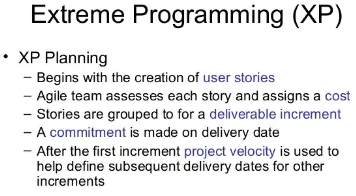 Extreme Programming (XP)
• XP Planning
– Begins with the creation of user stories
– Agile team assesses each story and assigns a cost
– Stories are grouped to for a deliverable increment
– A commitment is made on delivery date
– After the first increment project velocity is used to
help define subsequent delivery dates for other
increments